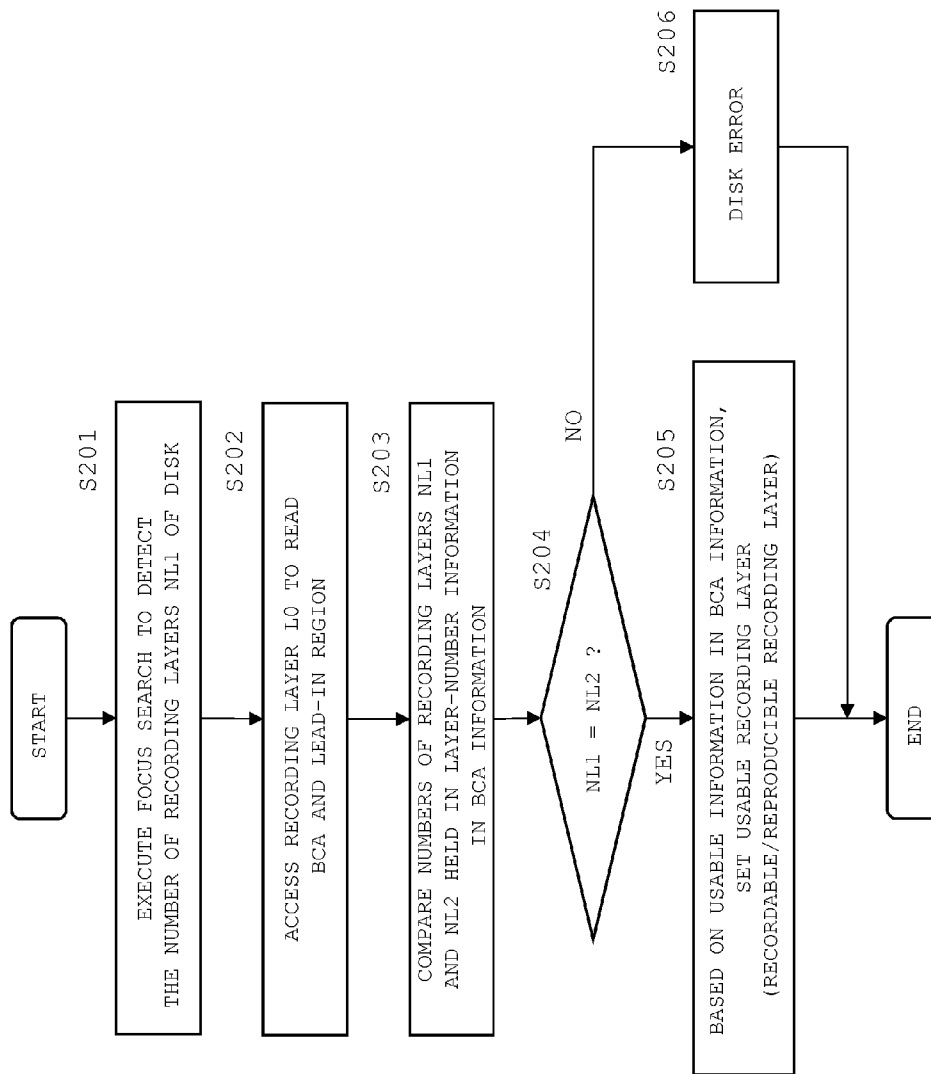 START
S201
EXECUTE FOCUS SEARCH TO DETECT
THE NUMBER OF RECORDING LAYERS NL1 OF DISK
S202
ACCESS RECORDING LAYER L0 TO READ
BCA AND LEAD-IN REGION
S203
COMPARE NUMBERS OF RECORDING LAYERS NL1
AND NL2 HELD IN LAYER-NUMBER INFORMATION
IN BCA INFORMATION
S204
NL1 = NL2 ?
NO
YES
S205
BASED ON USABLE INFORMATION IN BCA INFORMATION,
SET USABLE RECORDING LAYER
(RECORDABLE/REPRODUCIBLE RECORDING LAYER)
S206
DISK ERROR
END